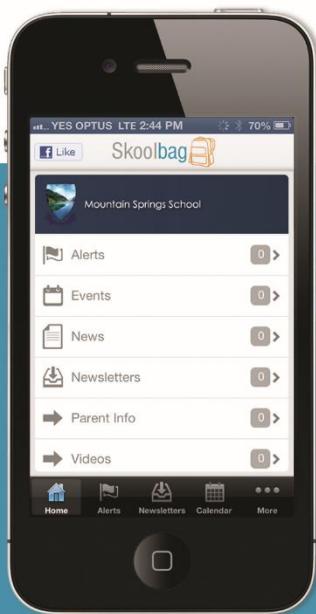 YES OPTUS LTE 2:44 PM 70%
f Like Skoolbag
Mountain Springs School
Alerts 0
Events 0
News 0
Newsletters 0
Parent Info 0
Videos 0
Home Alerts Newsletters Calendar More